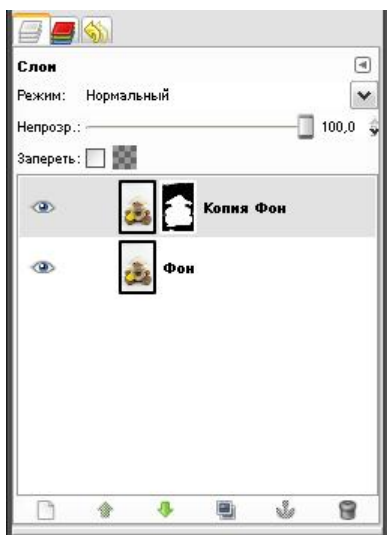 Слои
Режим: Нормальный
Непрозр.: 100,0
Запереть:
Копия Фон
Фон